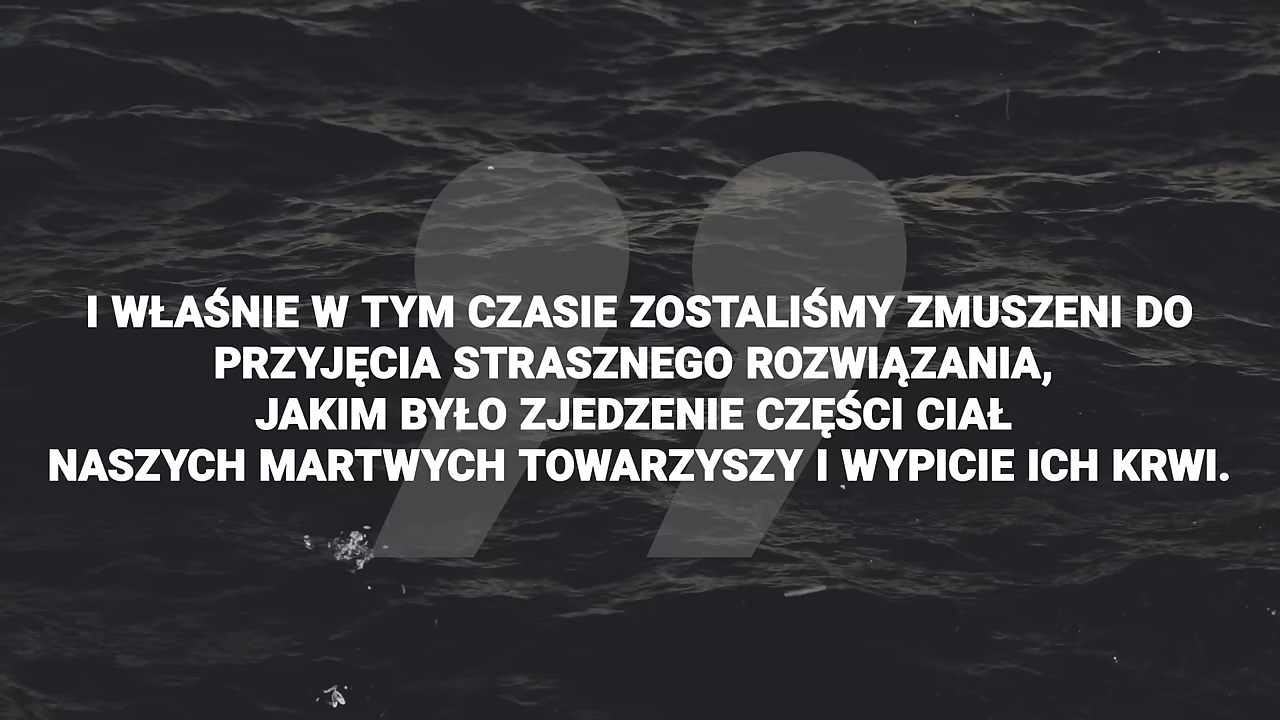 I WŁAŚNIE W TYM CZASIE ZOSTALIŚMY ZMUSZENI DO
PRZYJĘCIA STRASZNEGO ROZWIĄZANIA,
JAKIM BYŁO ZJEDZENIE CZĘŚCI CIAŁ
NASZYCH MARTWYCH TOWARZYSZY I WYPICIE ICH KRWI.